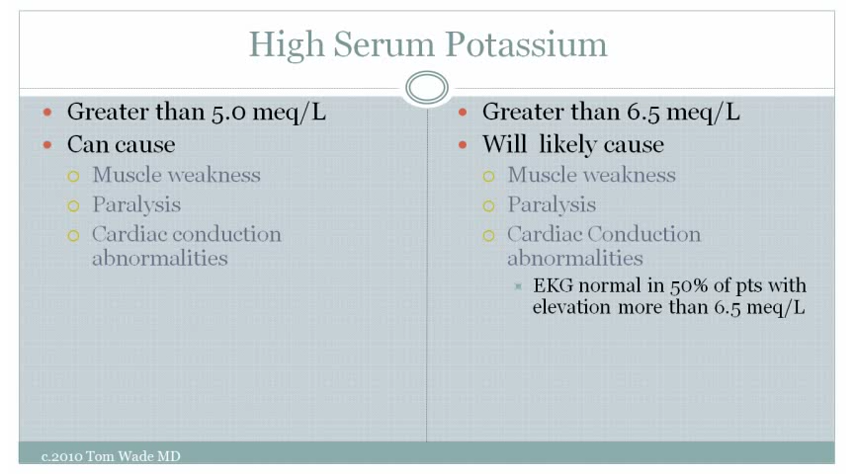 High Serum Potassium
Greater than 5.0 meq/L
Can cause
Muscle weakness
Paralysis
Cardiac conduction
abnormalities
Greater than 6.5 meq/L
Will likely cause
Muscle weakness
Paralysis
Cardiac Conduction
abnormalities
EKG normal in 50% of pts with
elevation more than 6.5 meq/L
c.2010 Tom Wade MD